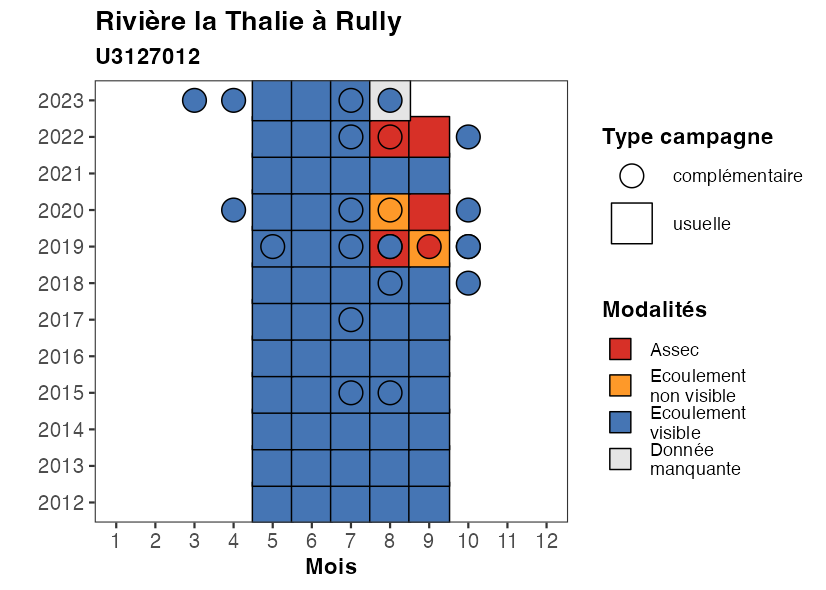 Rivière la Thalie à Rully
U3127012
2023
2022
2021
2020
2019
2018
2017
2016
2015
2014
2013
2012
1 2 3 4 5 6 7 8 9 10 11 12
Mois
Type campagne
complémentaire
usuelle
Modalités
Assec
Ecoulement
non visible
Ecoulement
visible
Donnée
manquante